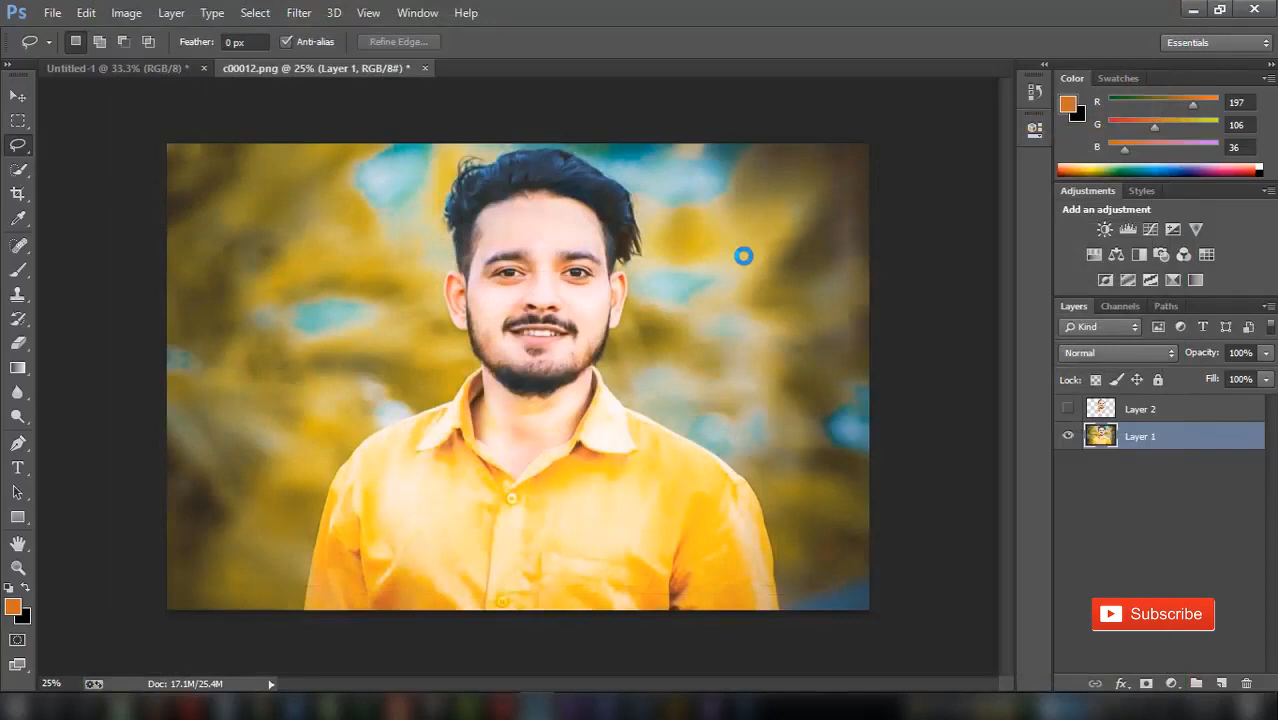 Ps File Edit Image Layer Type Select Filter 3D View Window Help
Feather: 0 px Anti-alias Refine Edge... Essentials
Untitled-1 @ 33.3% (RGB/8) * × c00012.png @ 25% (Layer 1, RGB/8#) * ×
Color Swatches
R 197
G 106
B 36
Adjustments Styles
Add an adjustment
Layers Channels Paths
Kind
Normal Opacity: 100%
Lock: Fill: 100%
Layer 2
Layer 1
Subscribe
25% Doc: 17.1M/25.4M